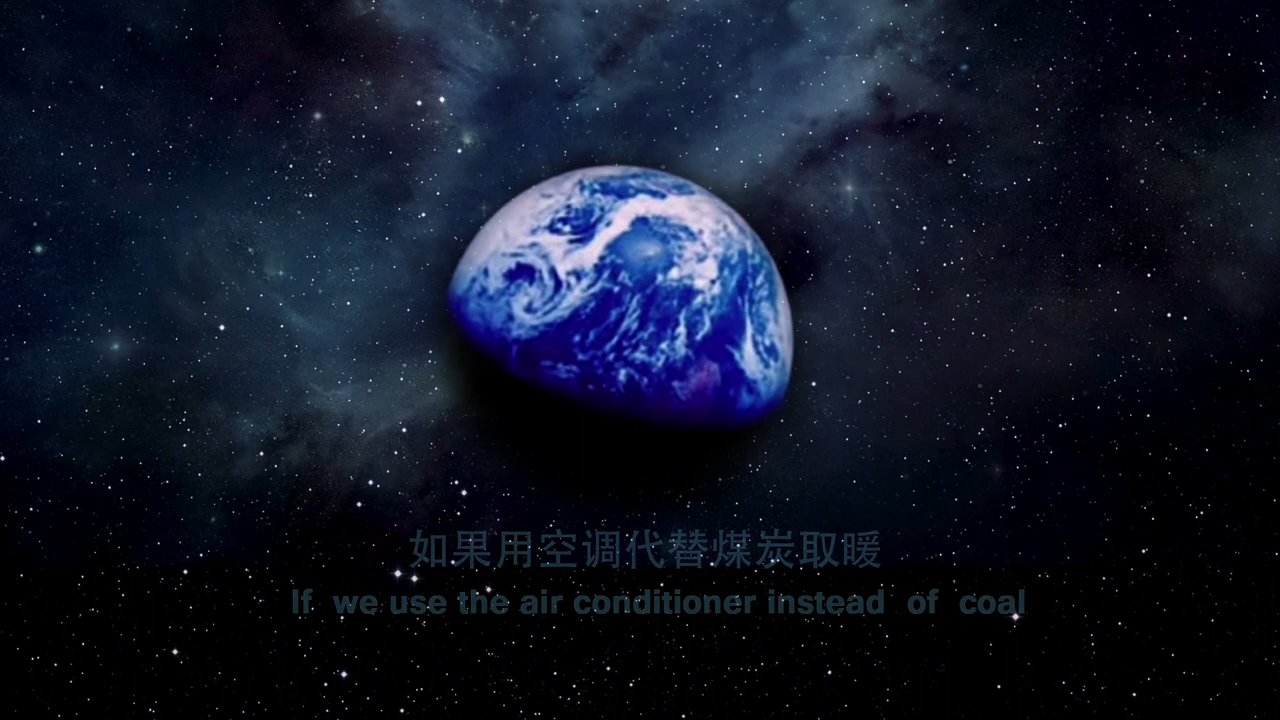 如果用空调代替煤炭取暖
If we use the air conditioner instead of coal